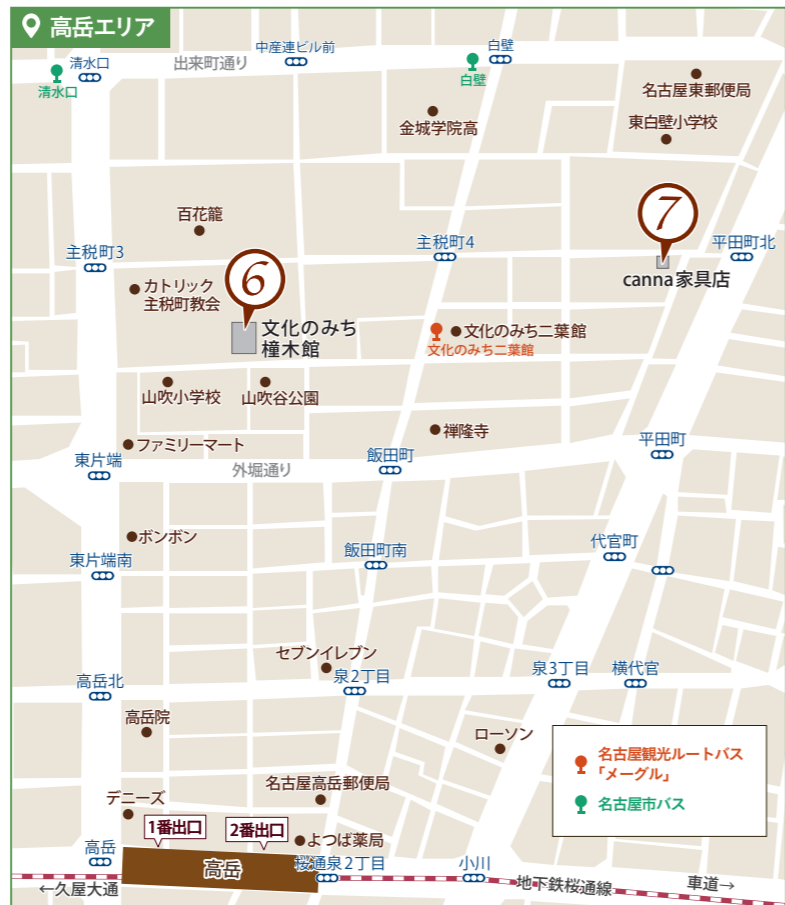 高岳エリア
中産連ビル前
白壁
清水口
出来町通り
清水口
白壁
名古屋東郵便局
金城学院高
東白壁小学校
百花籠
7
主税町3
主税町4
平田町北
6
canna 家具店
カトリック
主税町教会
文化のみち
橦木館
文化のみち二葉館
文化のみち二葉館
山吹小学校
山吹谷公園
禅隆寺
ファミリーマート
平田町
東片端
外堀通り
飯田町
ボンボン
飯田町南
代官町
東片端南
セブンイレブン
高岳北
泉2丁目
泉3丁目
横代官
高岳院
ローソン
名古屋観光ルートバス
「メーグル」
名古屋市バス
名古屋高岳郵便局
デニーズ
1番出口
2番出口
よつば薬局
高岳
高岳
桜通泉2丁目
小川
地下鉄桜通線
車道→
←久屋大通